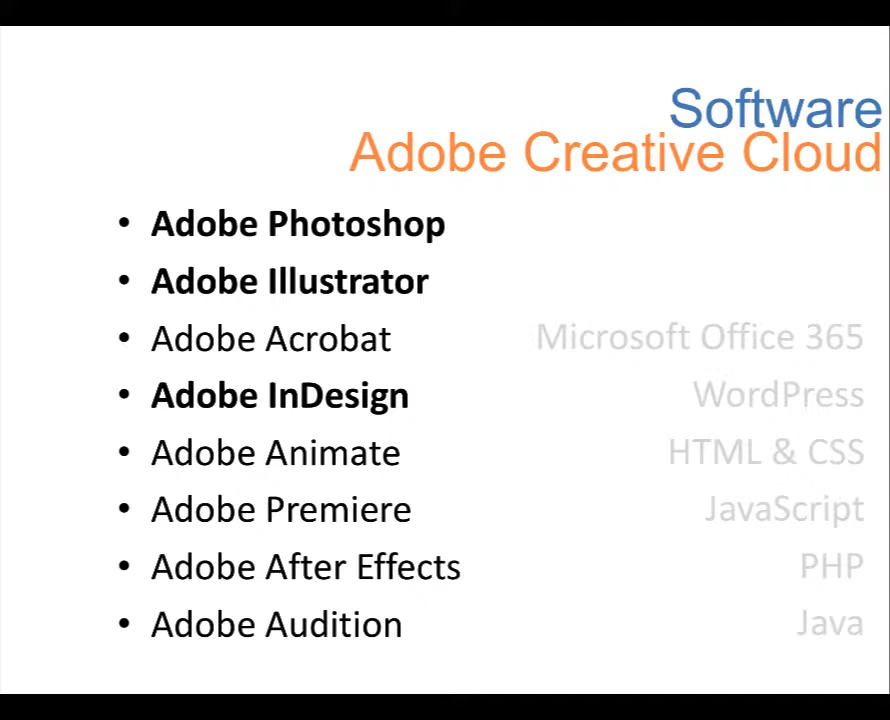 Software
Adobe Creative Cloud
• Adobe Photoshop
• Adobe Illustrator
• Adobe Acrobat
• Adobe InDesign
• Adobe Animate
• Adobe Premiere
• Adobe After Effects
• Adobe Audition
Microsoft Office 365
WordPress
HTML & CSS
JavaScript
PHP
Java